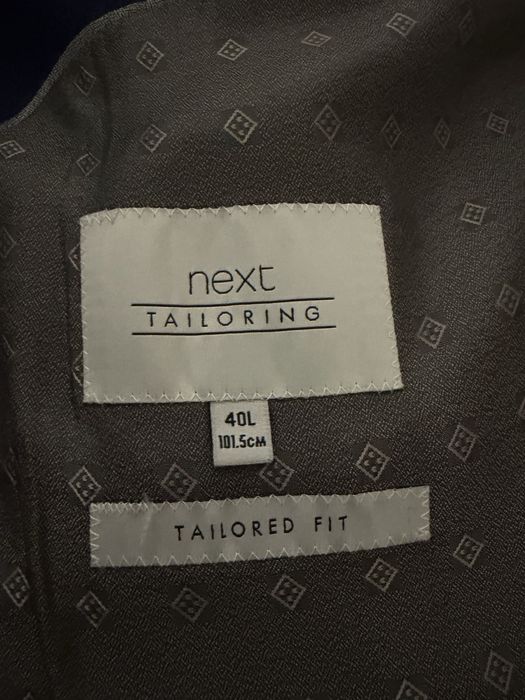 next
TAILORING
40L
101.5CM
TAILORED FIT